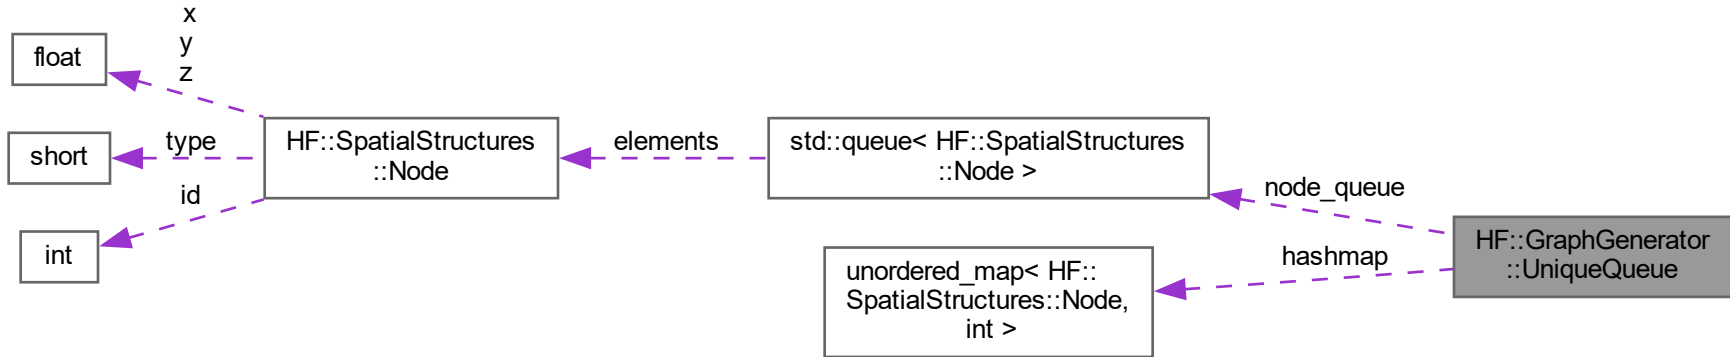 x
y
z
float
short
type
id
int
HF::SpatialStructures
::Node
elements
std::queue< HF::SpatialStructures
::Node >
node_queue
hashmap
unordered_map< HF::
SpatialStructures::Node,
int >
HF::GraphGenerator
::UniqueQueue